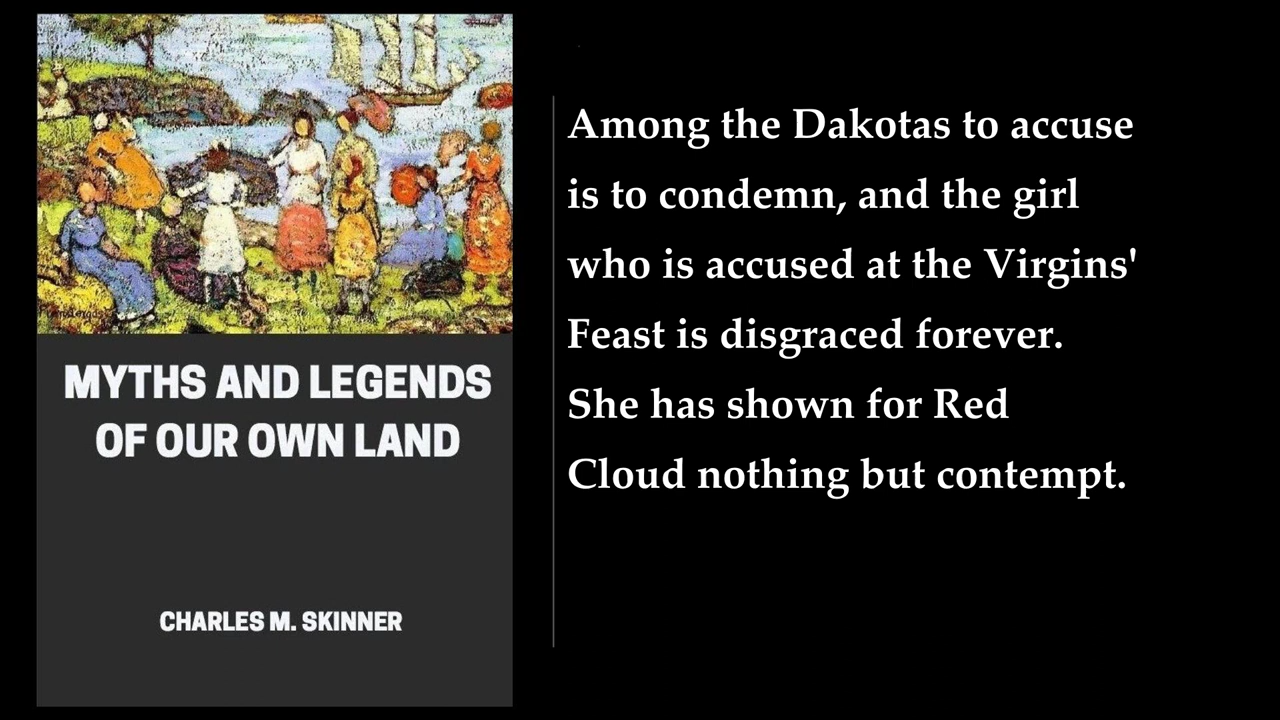 MYTHS AND LEGENDS
OF OUR OWN LAND
CHARLES M. SKINNER
Among the Dakotas to accuse
is to condemn, and the girl
who is accused at the Virgins'
Feast is disgraced forever.
She has shown for Red
Cloud nothing but contempt.